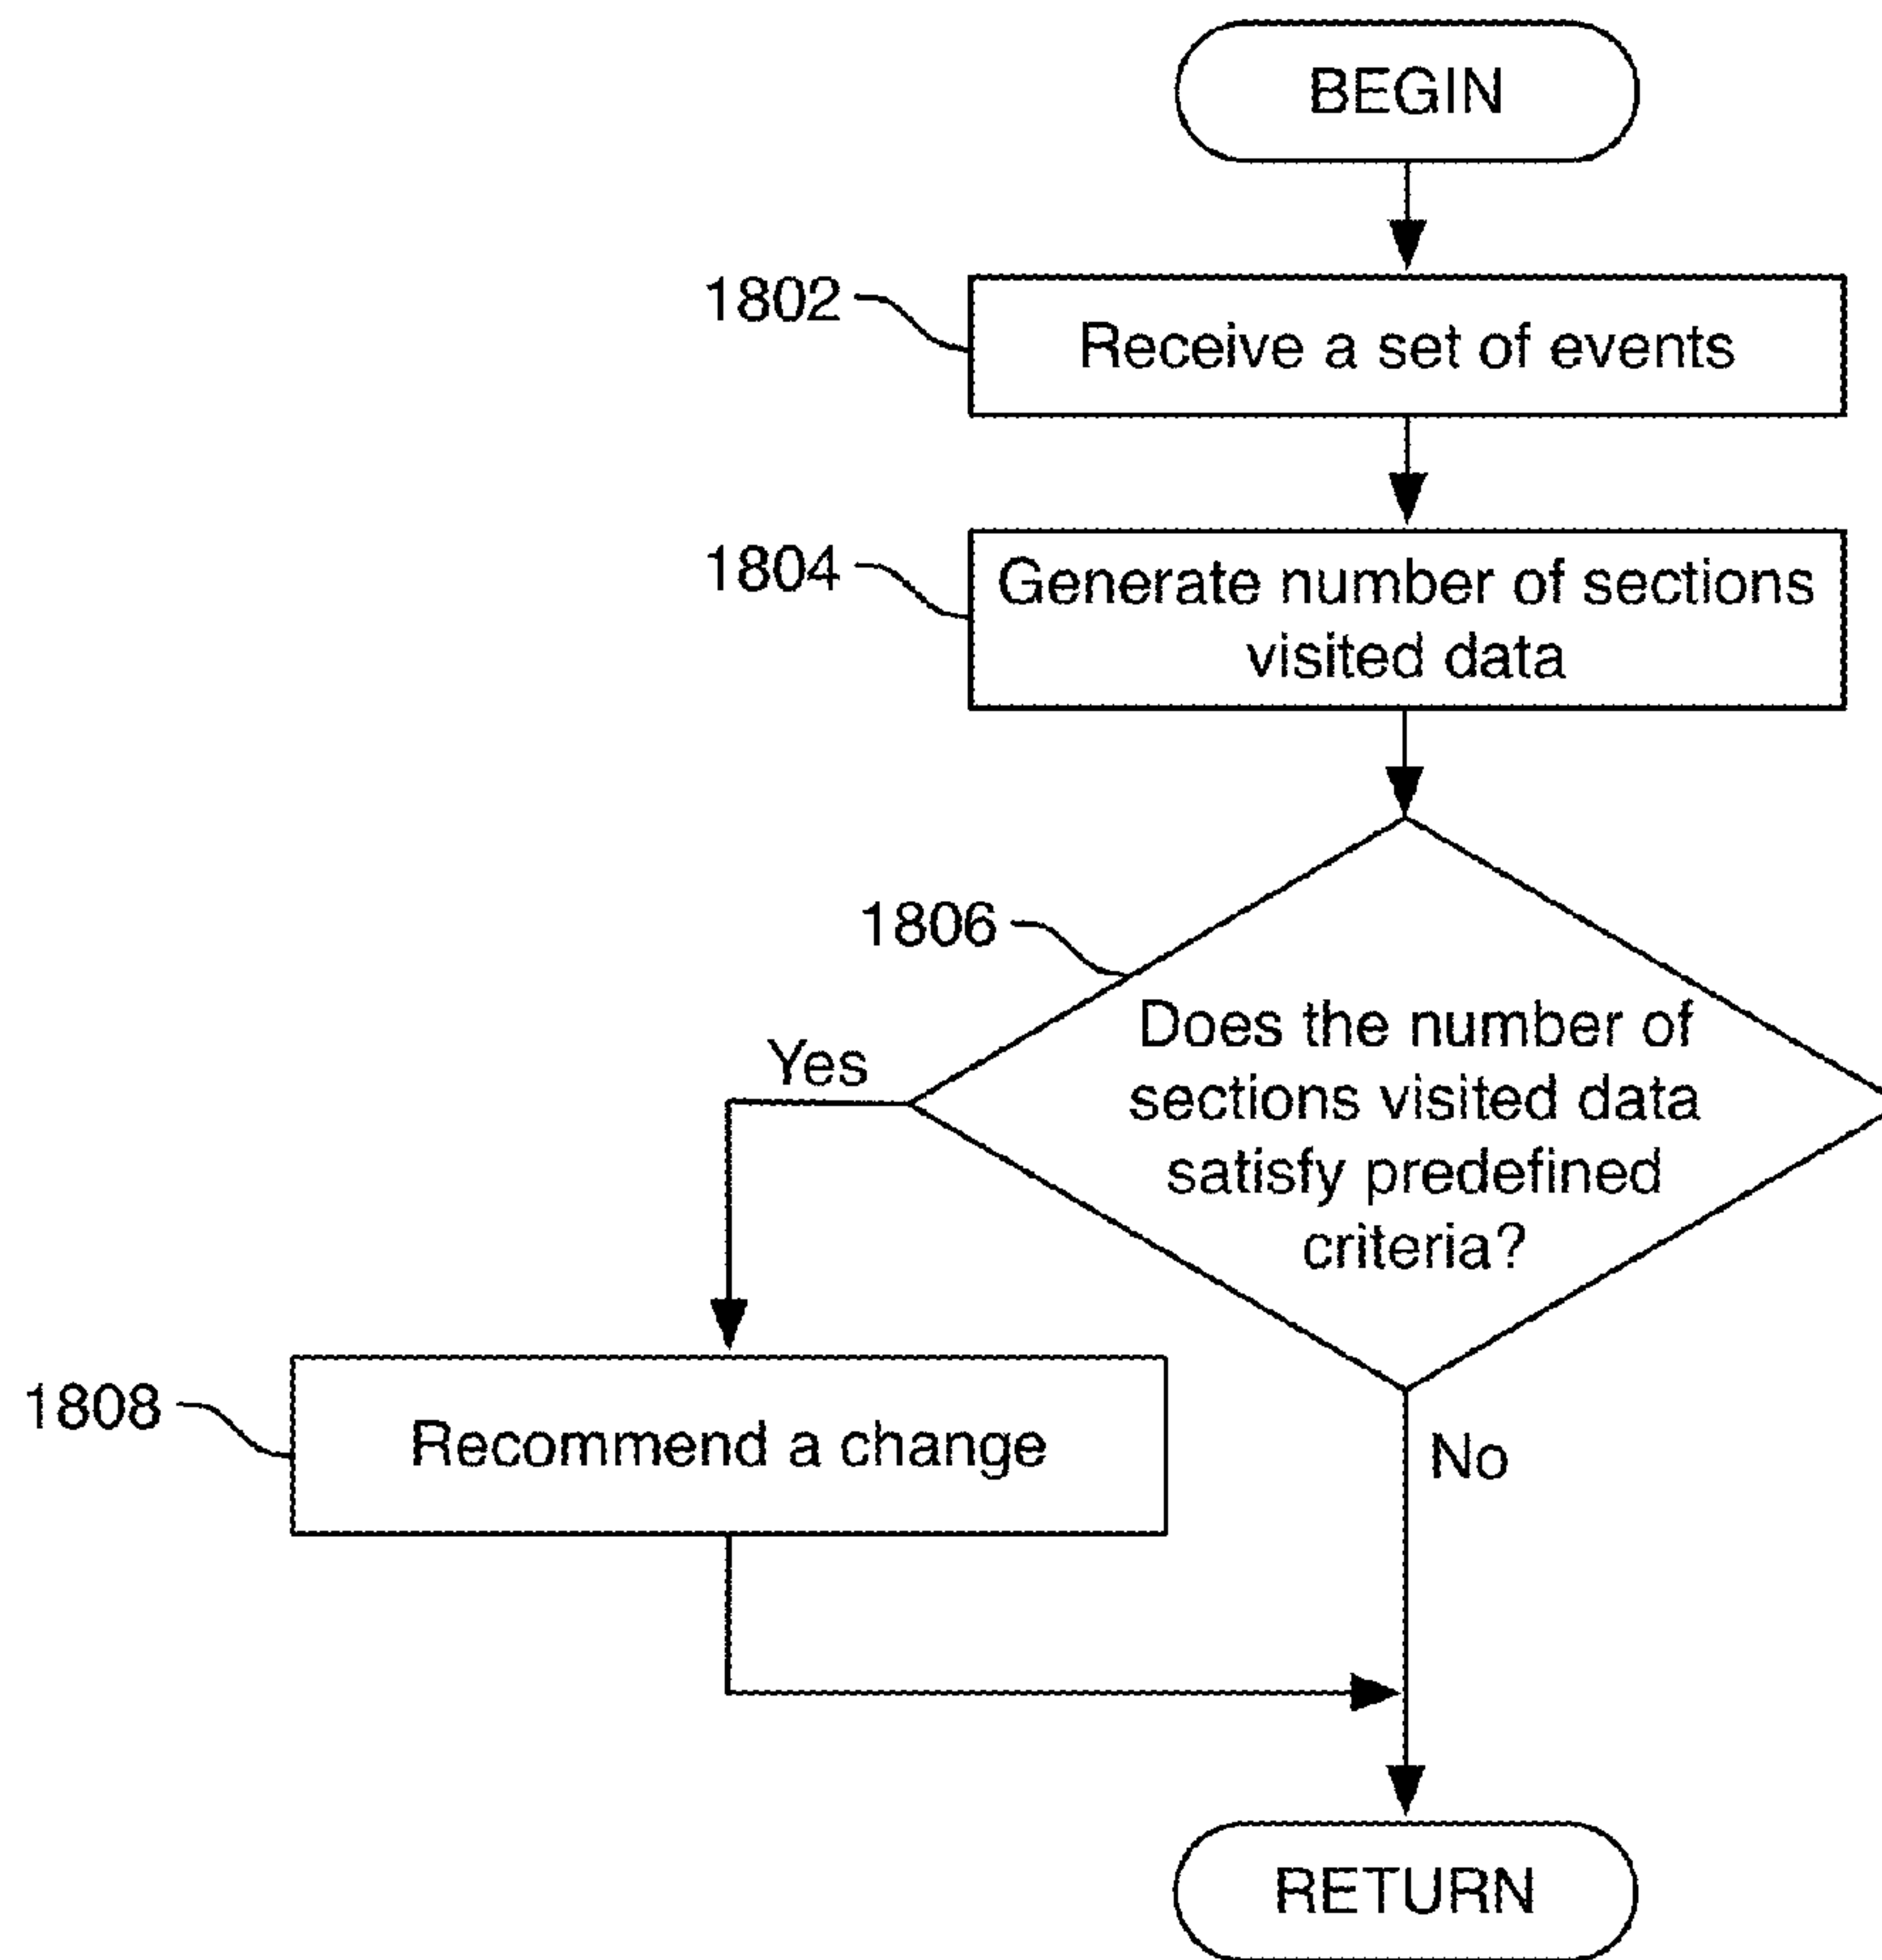 BEGIN
1802
Receive a set of events
1804
Generate number of sections
visited data
1806
Does the number of
sections visited data
satisfy predefined
criteria?
Yes
1808
Recommend a change
No
RETURN